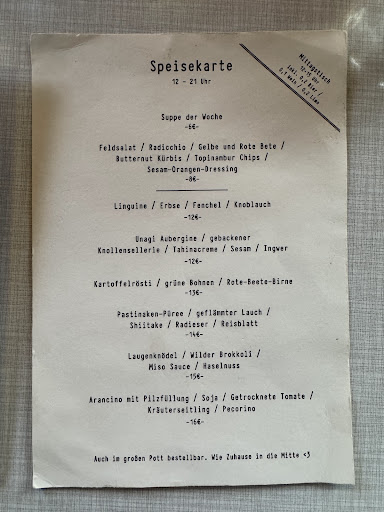 Speisekarte
12 - 21 Uhr
Mittagstisch
12-15 Uhr
Suppe der Woche
-6€-
Feldsalat / Radicchio / Gelbe und Rote Bete /
Butternut Kürbis / Topinambur Chips /
Sesam-Orangen-Dressing
-8€-
Linguine / Erbse / Fenchel / Knoblauch
-12€-
Unagi Aubergine / gebackener
Knollensellerie / Tahinacreme / Sesam / Ingwer
-12€-
Kartoffelrösti / grüne Bohnen / Rote-Beete-Birne
-13€-
Pastinaken-Püree / geflämmter Lauch /
Shiitake / Radieser / Reisblatt
-14€-
Laugenknödel / Wilder Brokkoli /
Miso Sauce / Haselnuss
-15€-
Arancino mit Pilzfüllung / Soja / Getrocknete Tomate /
Kräuterseitling / Pecorino
-16€-
Auch im großen Pott bestellbar. Wie Zuhause in die Mitte <3